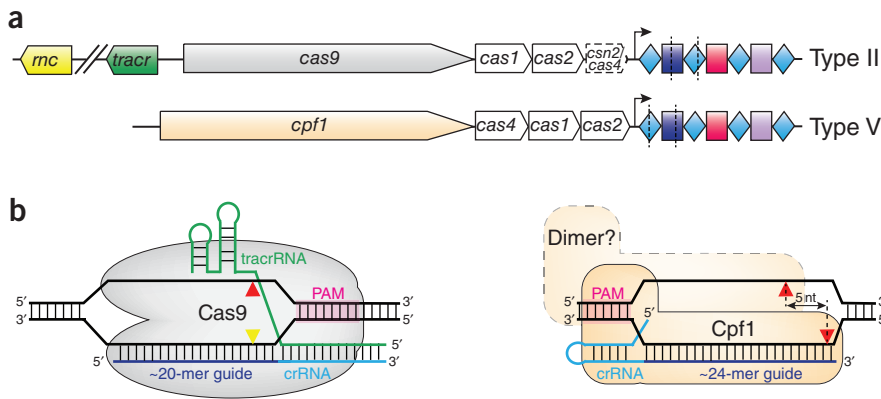 a
rnc tracr cas9 cas1 cas2 csn2 cas4 Type II
cpf1 cas4 cas1 cas2 Type V
b
Dimer?
tracrRNA
5′ PAM 3′
3′ Cas9 5′
5′ 5′
3′
~20-mer guide crRNA
PAM 5 nt
5′ 3′
3′ 5′ Cpf1 5′
crRNA ~24-mer guide 3′